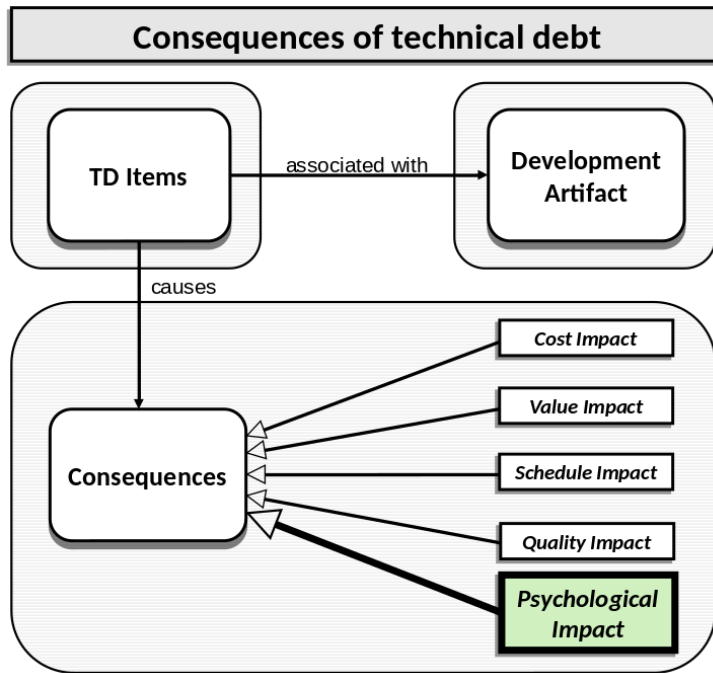 Consequences of technical debt
TD Items
associated with
Development
Artifact
causes
Consequences
Cost Impact
Value Impact
Schedule Impact
Quality Impact
Psychological
Impact